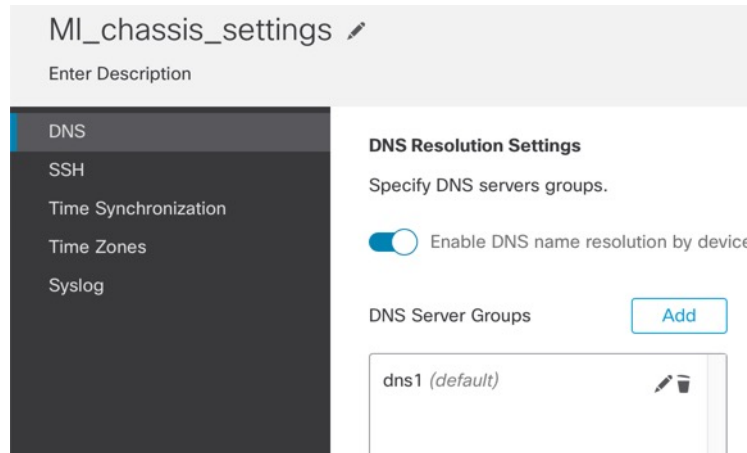 MI_chassis_settings
Enter Description
DNS
SSH
Time Synchronization
Time Zones
Syslog
DNS Resolution Settings
Specify DNS servers groups.
Enable DNS name resolution by device
DNS Server Groups
Add
dns1 (default)